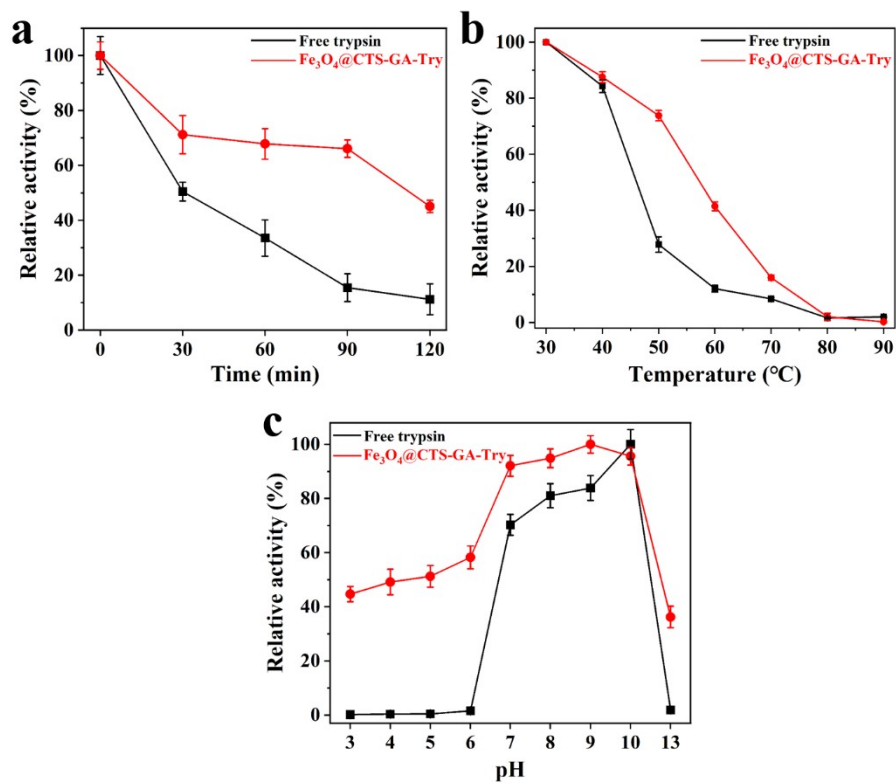 a
Free trypsin
Fe₃O₄@CTS-GA-Try
Relative activity (%)
100
80
60
40
20
0
0 30 60 90 120
Time (min)
b
Free trypsin
Fe₃O₄@CTS-GA-Try
Relative activity (%)
100
80
60
40
20
0
30 40 50 60 70 80 90
Temperature (°C)
c
Free trypsin
Fe₃O₄@CTS-GA-Try
Relative activity (%)
100
80
60
40
20
0
3 4 5 6 7 8 9 10 13
pH